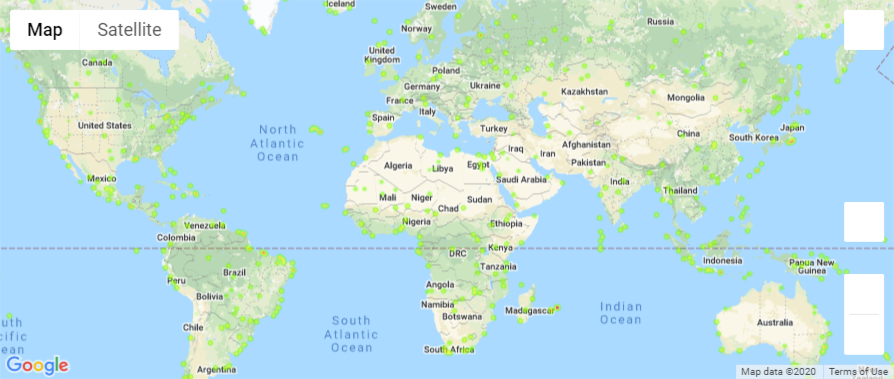 Map
Satellite
Iceland
Sweden
Norway
Russia
United
Kingdom
Canada
Poland
Germany
Ukraine
France
Kazakhstan
Mongolia
Italy
Spain
United States
Turkey
China
South Korea
Japan
North
Atlantic
Ocean
Iraq
Iran
Afghanistan
Pakistan
Algeria
Libya
Egypt
Saudi Arabia
India
Mexico
Mali
Niger
Chad
Sudan
Thailand
Venezuela
Nigeria
Ethiopia
Colombia
Kenya
DRC
Indonesia
Papua New
Guinea
Brazil
Tanzania
Peru
Angola
Bolivia
Namibia
Madagascar
Botswana
Indian
Ocean
South
Atlantic
Ocean
Chile
Australia
uth
cific
ean
South Africa
Argentina
Google
Map data ©2020
Terms of Use